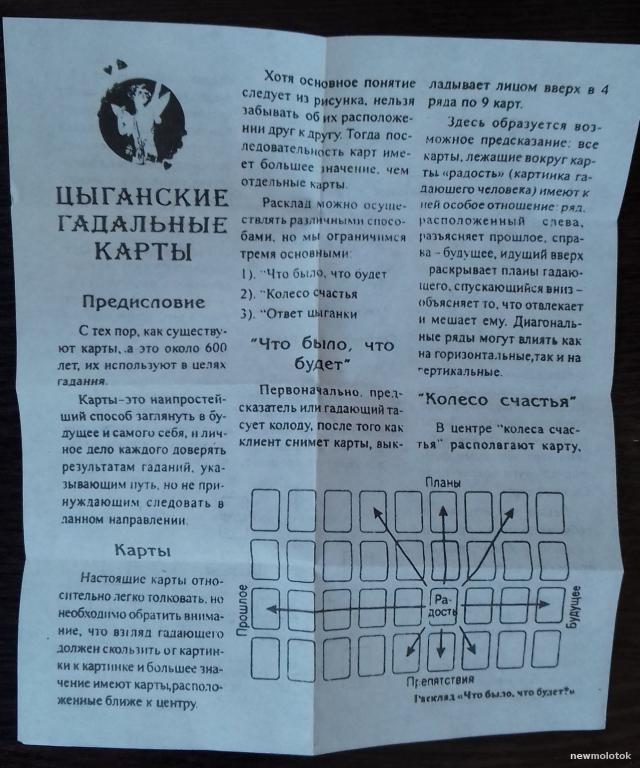 ЦЫГАНСКИЕ
ГАДАЛЬНЫЕ
КАРТЫ
Предисловие
С тех пор, как существу-
ют карты, а это около 600
лет, их используют в целях
гадания.
Карты-это наипростей-
ший способ заглянуть в бу-
дущее и самого себя, и лич-
ное дело каждого доверять
результатам гаданий, ука-
зывающим путь, но не при-
нуждающим следовать в
данном направлении.
Карты
Настоящие карты отно-
сительно легко толковать, но
необходимо обратить внима-
ние, что взгляд гадающего
должен скользить от картин-
ки к картинке и большее зна-
чение имеют карты,располо-
женные ближе к центру.
Хотя основное понятие
следует из рисунка, нельзя
забывать об их расположе-
нии друг к другу. Тогда пос-
ледовательность карт име-
ет большее значение, чем
отдельные карты.
Расклад можно осуще-
ствлять различными спосо-
бами, но мы ограничимся
тремя основными:
1). "Что было, что будет
2). "Колесо счастья
3). "Ответ цыганки
"Что было, что
будет"
Первоначально, пред-
сказатель или гадающий та-
сует колоду, после того как
клиент снимет карты, вык-
ладывает лицом вверх в 4
ряда по 9 карт.
Здесь образуется воз-
можное предсказание: все
карты, лежащие вокруг кар-
ты «радость» (картинка га-
дающего человека) имеют к
ней особое отношение: ряд,
расположенный слева,
разъясняет прошлое, спра-
ва - будущее, идущий вверх
раскрывает планы гадаю-
щего, спускающийся вниз -
объясняет то, что отвлекает
и мешает ему. Диагональ-
ные ряды могут влиять как
на горизонтальные,так и на
вертикальные.
"Колесо счастья"
В центре "колеса счас-
тья" располагают карту,
Планы
Прошлое
Ра-
дость
Будущее
Препятствия
Расклад «Что было, что будет?»
newmolotok